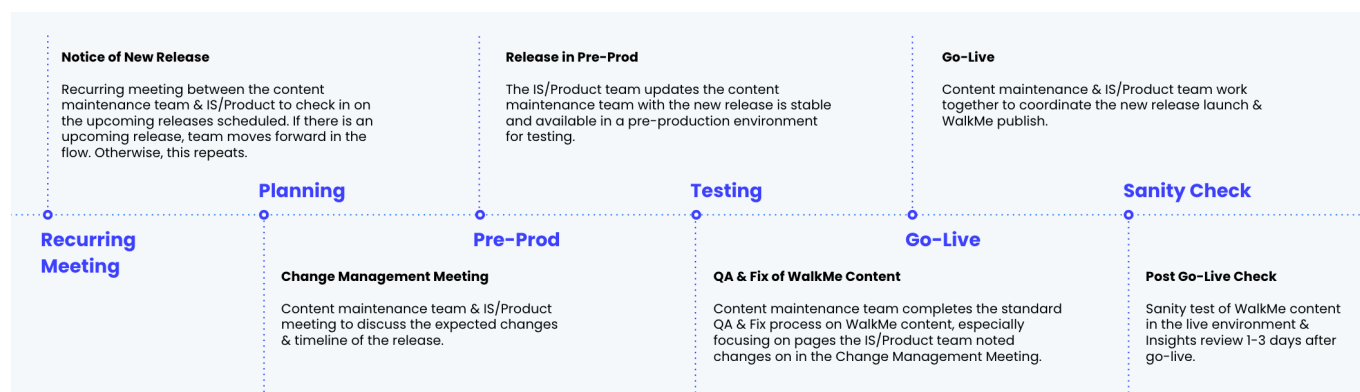 Notice of New Release
Recurring meeting between the content
maintenance team & IS/Product to check in on
the upcoming releases scheduled. If there is an
upcoming release, team moves forward in the
flow. Otherwise, this repeats.
Release in Pre-Prod
The IS/Product team updates the content
maintenance team with the new release is stable
and available in a pre-production environment
for testing.
Go-Live
Content maintenance & IS/Product team work
together to coordinate the new release launch &
WalkMe publish.
Planning
Testing
Sanity Check
Recurring
Meeting
Pre-Prod
Go-Live
Change Management Meeting
Content maintenance team & IS/Product
meeting to discuss the expected changes
& timeline of the release.
QA & Fix of WalkMe Content
Content maintenance team completes the standard
QA & Fix process on WalkMe content, especially
focusing on pages the IS/Product team noted
changes on in the Change Management Meeting.
Post Go-Live Check
Sanity test of WalkMe content
in the live environment &
Insights review 1-3 days after
go-live.